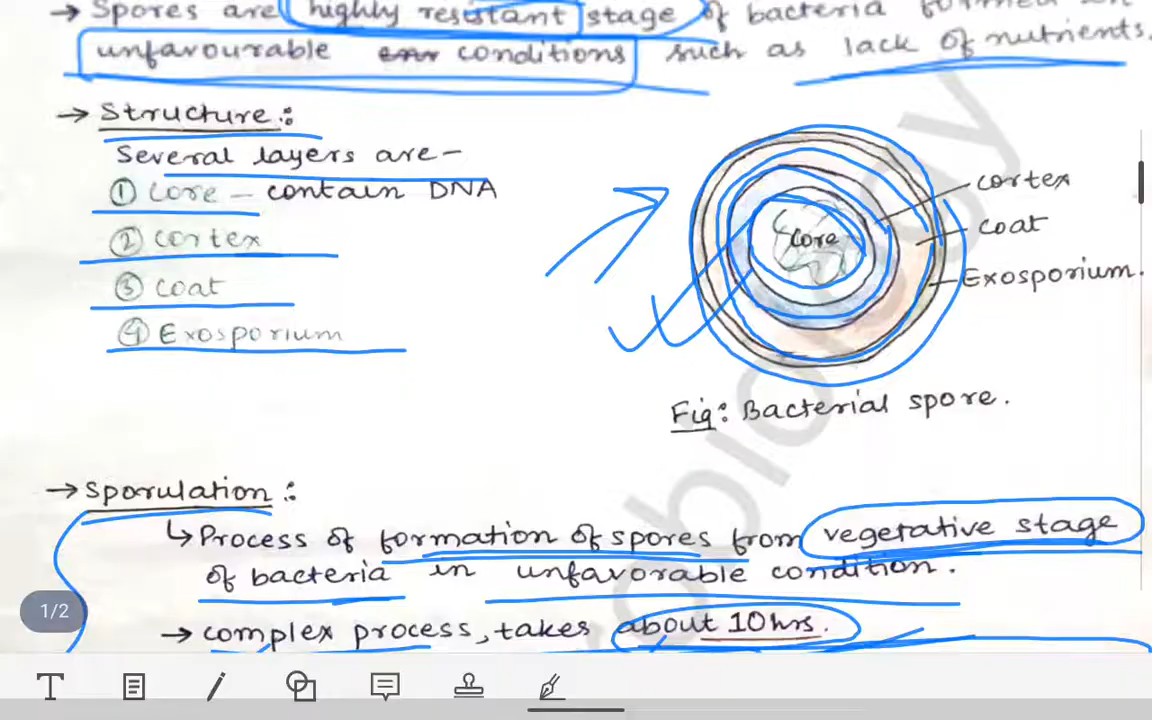 → Spores are highly resistant stage of bacteria
unfavourable conditions such as lack of nutrients.
→ Structure :
Several layers are –
① Core – contain DNA
② cortex
③ coat
④ Exosporium
core
cortex
coat
Exosporium.
Fig: Bacterial spore.
→ Sporulation :
↳ Process of formation of spores from vegetative stage
of bacteria in unfavorable condition.
→ complex process, takes about 10 hrs.
1/2
T